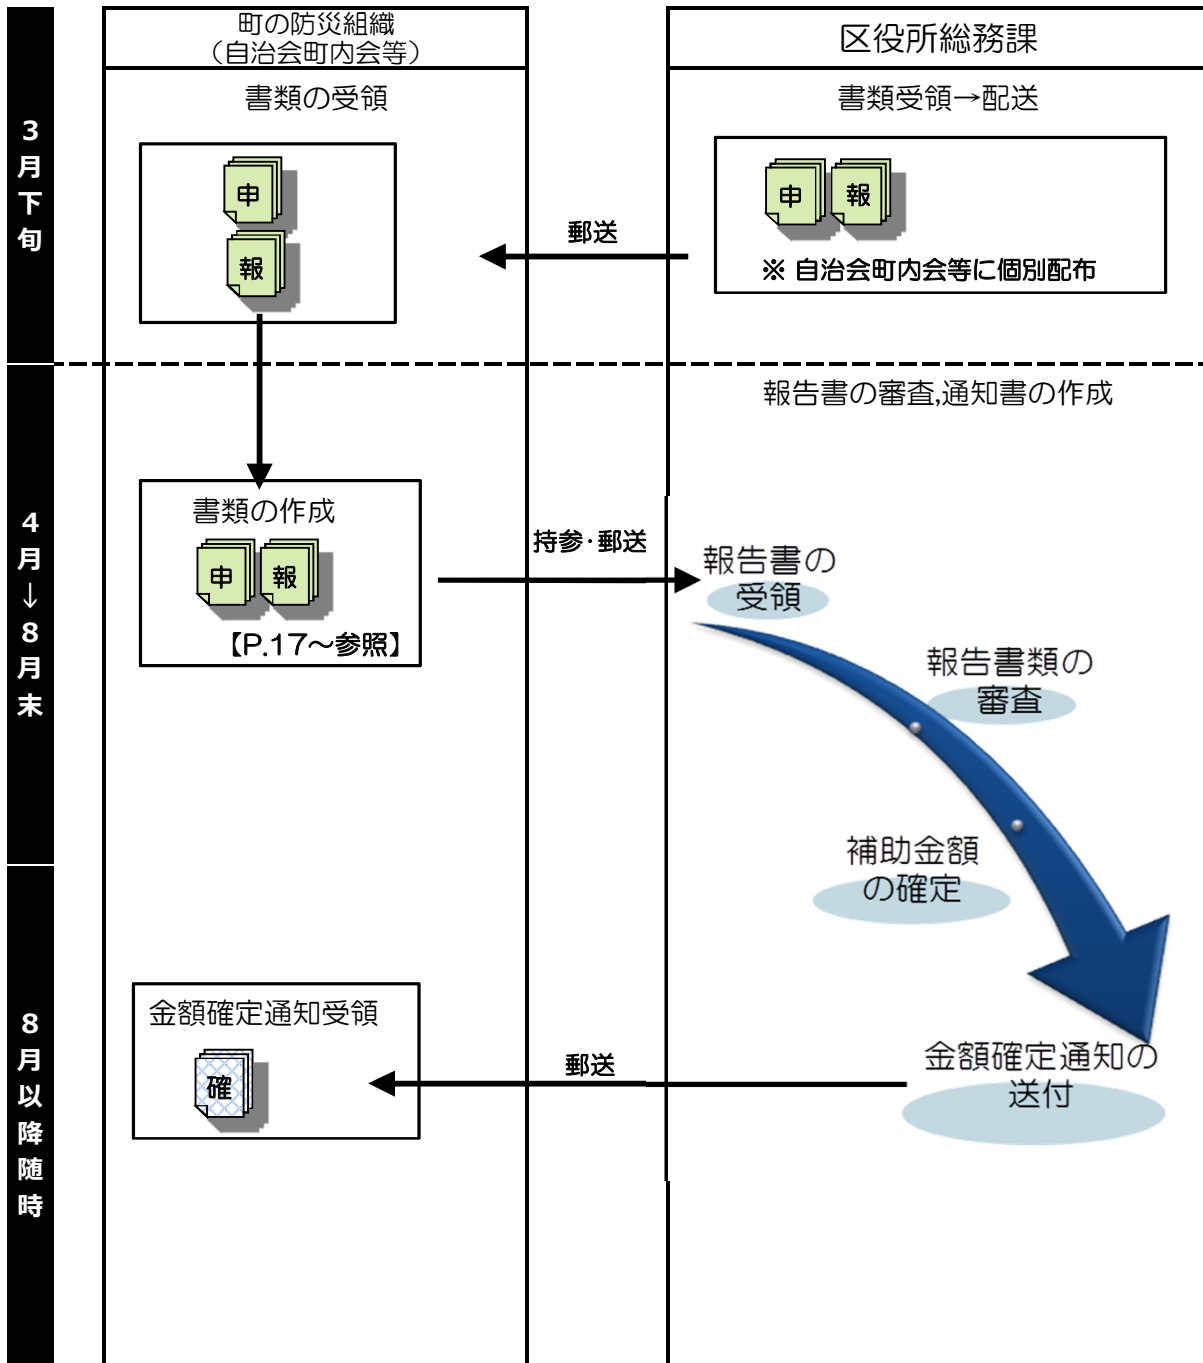 町の防災組織
（自治会町内会等）
区役所総務課
3月下旬
書類の受領
書類受領→配送
申
報
郵送
申
報
※ 自治会町内会等に個別配布
4月↓8月末
報告書の審査,通知書の作成
書類の作成
申
報
【P.17～参照】
持参・郵送
報告書の
受領
報告書類の
審査
補助金額
の確定
8月以降随時
金額確定通知受領
確
郵送
金額確定通知の
送付